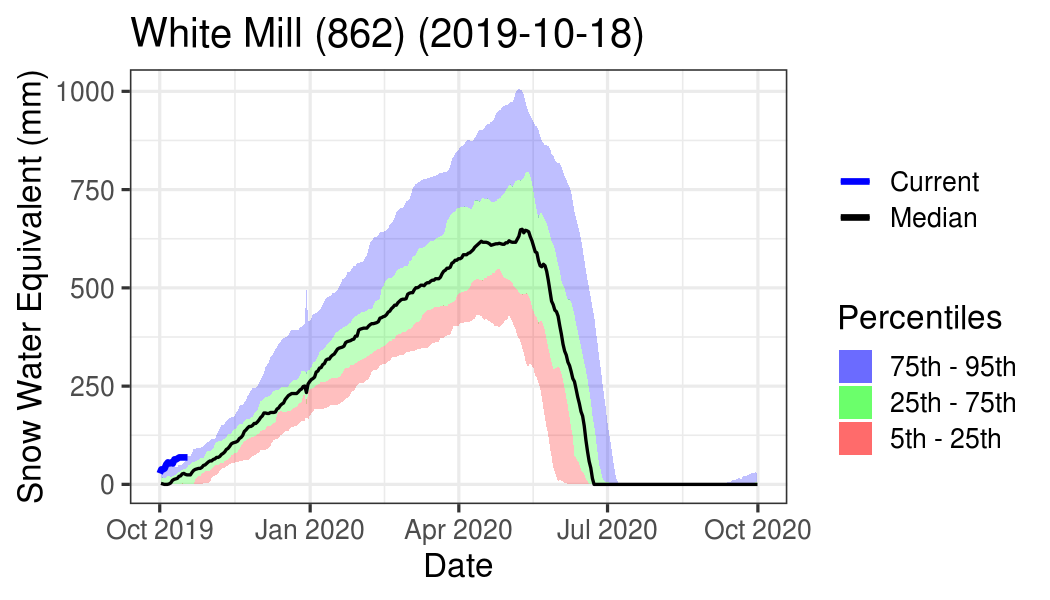 White Mill (862) (2019-10-18)
Snow Water Equivalent (mm)
1000
750
500
250
0
Oct 2019
Jan 2020
Apr 2020
Jul 2020
Oct 2020
Date
Current
Median
Percentiles
75th - 95th
25th - 75th
5th - 25th